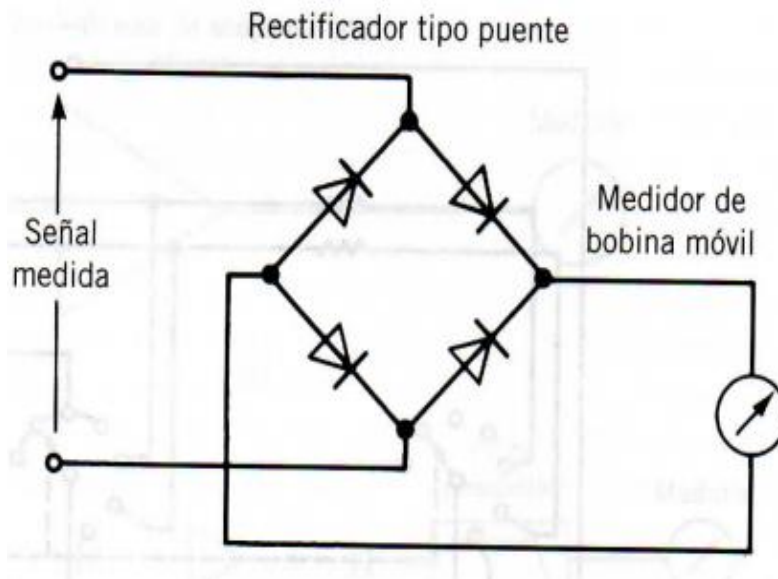 Rectificador tipo puente
Señal
medida
Medidor de
bobina móvil